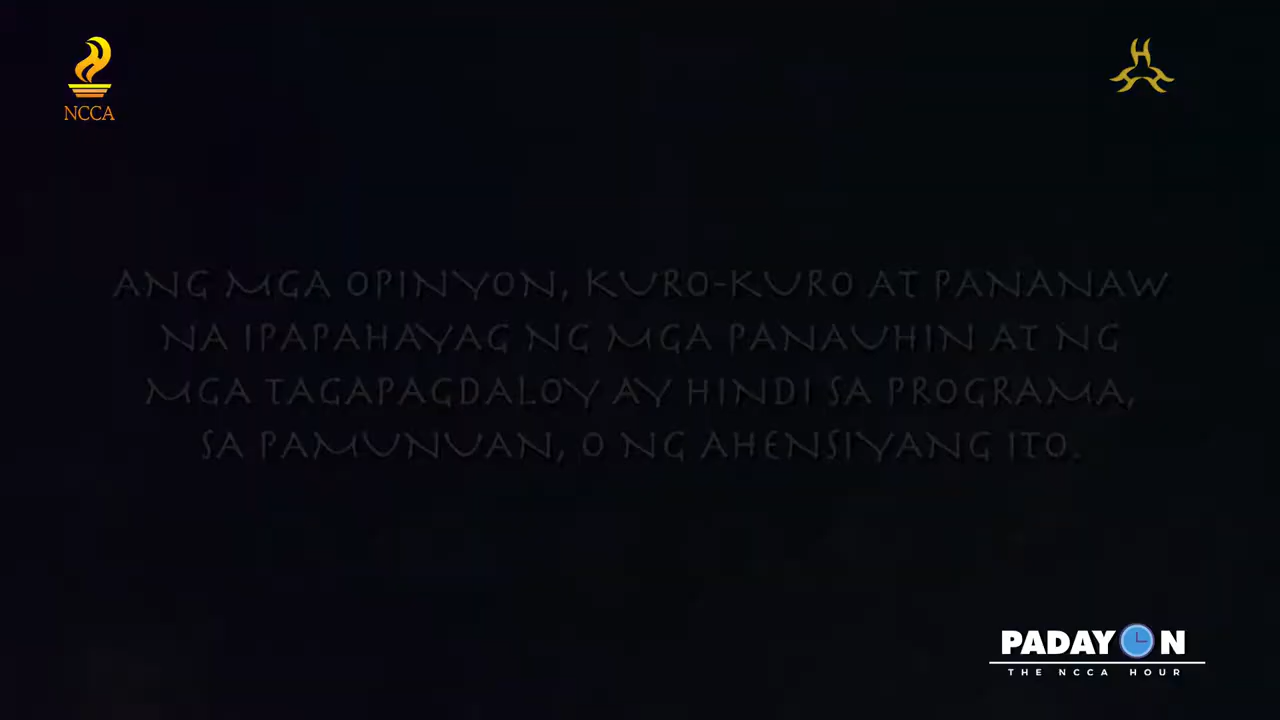 NCCA
ANG MGA OPINYON, KURO-KURO AT PANANAW
NA IPAPAHAYAG NG MGA PANAUHIN AT NG
MGA TAGAPAGDALOY AY HINDI SA PROGRAMA,
SA PAMUNUAN, O NG AHENSIYANG ITO.
PADAYON
THE NCCA HOUR